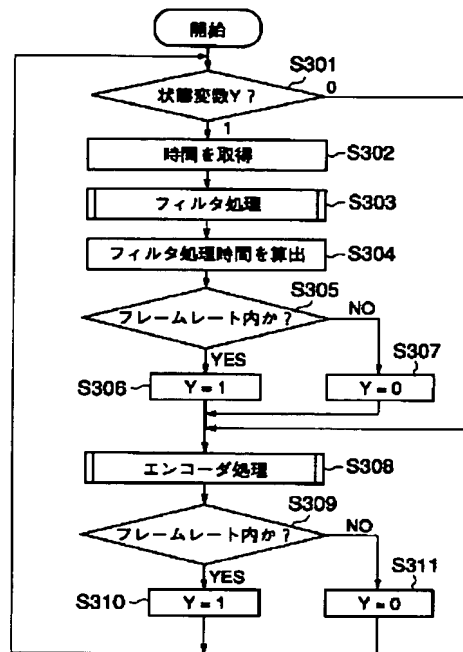 開始
S301
状態変数Y?
0
1
時間を取得
S302
フィルタ処理
S303
フィルタ処理時間を算出
S304
S305
フレームレート内か?
NO
YES
S307
S306
Y = 1
Y = 0
エンコーダ処理
S308
S309
フレームレート内か?
NO
YES
S311
S310
Y = 1
Y = 0